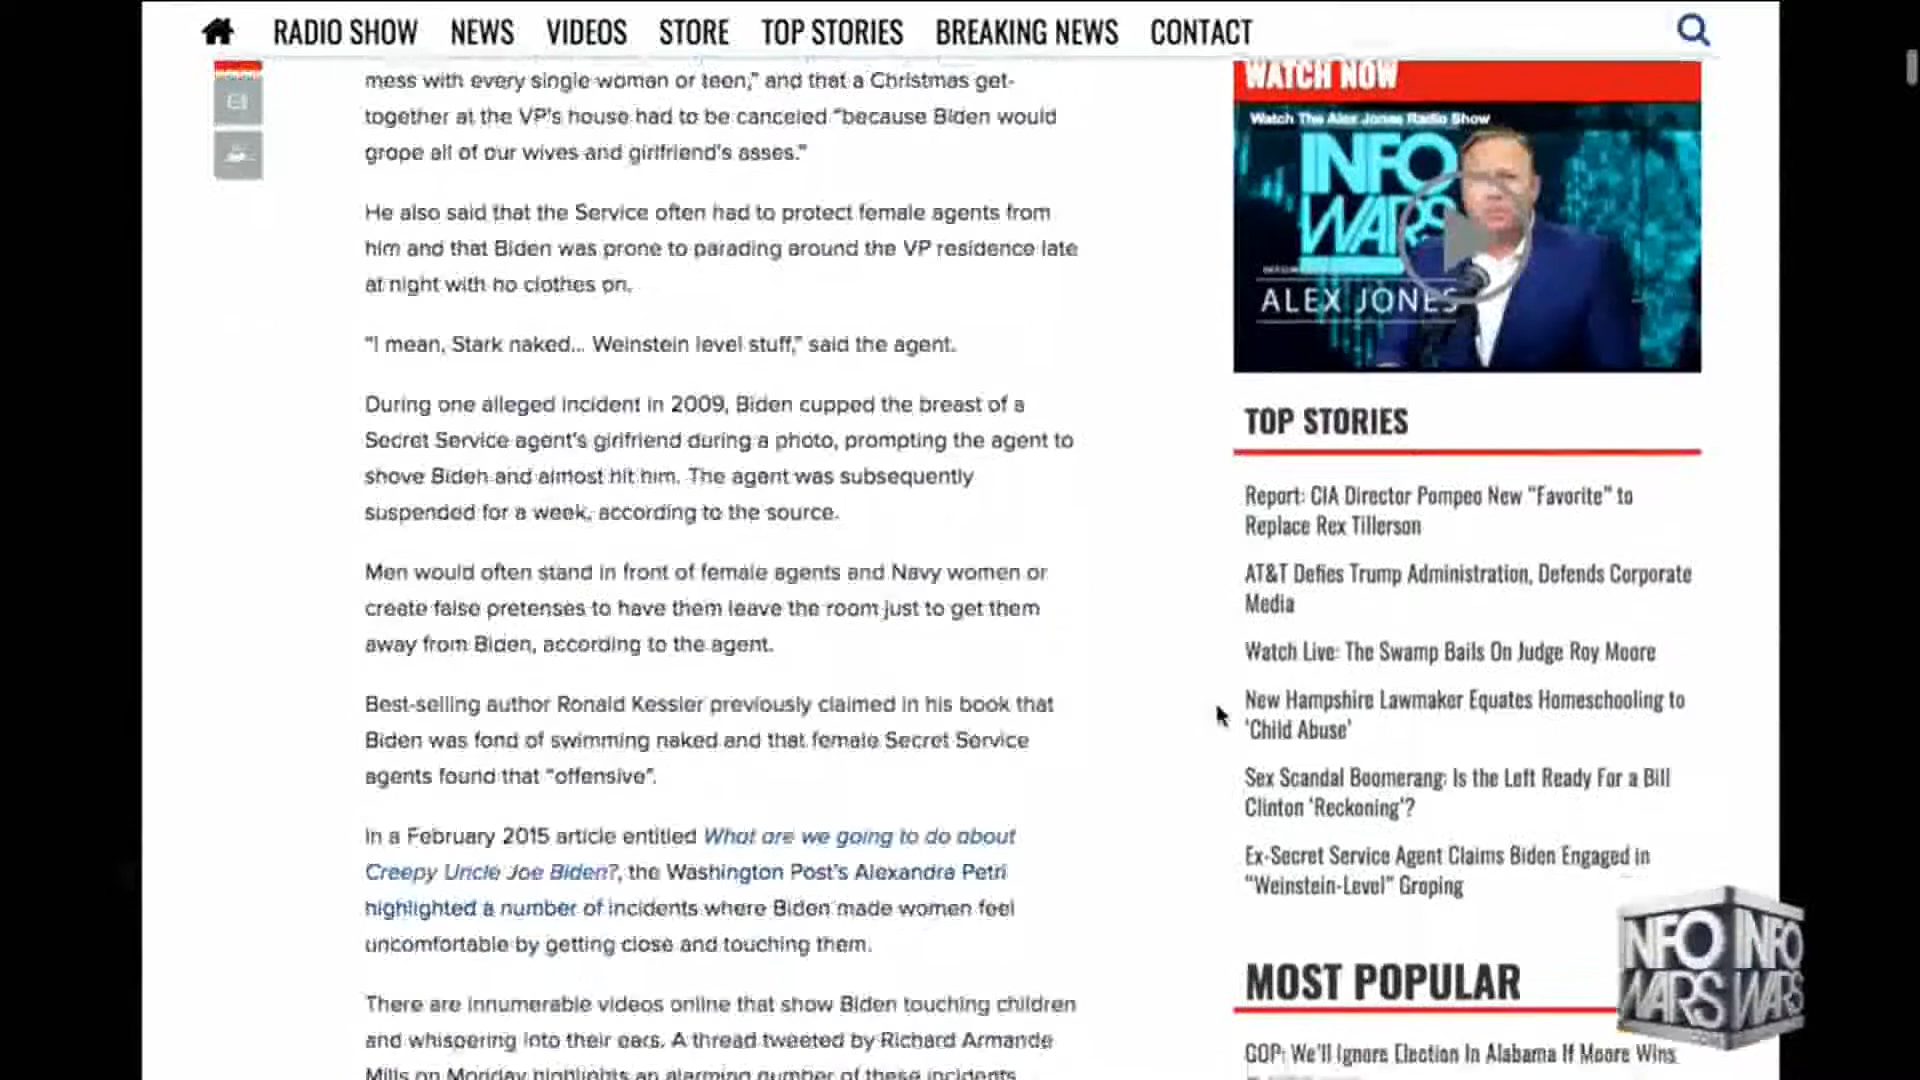 RADIO SHOW NEWS VIDEOS STORE TOP STORIES BREAKING NEWS CONTACT
mess with every single woman or teen,” and that a Christmas get-
together at the VP's house had to be canceled “because Biden would
grope all of our wives and girlfriend's asses.”
He also said that the Service often had to protect female agents from
him and that Biden was prone to parading around the VP residence late
at night with no clothes on.
“I mean, Stark naked... Weinstein level stuff,” said the agent.
During one alleged incident in 2009, Biden cupped the breast of a
Secret Service agent's girlfriend during a photo, prompting the agent to
shove Biden and almost hit him. The agent was subsequently
suspended for a week, according to the source.
Men would often stand in front of female agents and Navy women or
create false pretenses to have them leave the room just to get them
away from Biden, according to the agent.
Best-selling author Ronald Kessler previously claimed in his book that
Biden was fond of swimming naked and that female Secret Service
agents found that “offensive”.
In a February 2015 article entitled What are we going to do about
Creepy Uncle Joe Biden?, the Washington Post's Alexandra Petri
highlighted a number of incidents where Biden made women feel
uncomfortable by getting close and touching them.
There are innumerable videos online that show Biden touching children
and whispering into their ears. A thread tweeted by Richard Armande
Mills on Monday highlights an alarming number of these incidents
WATCH NOW
Watch The Alex Jones Radio Show
INFO
WARS
ALEX JONES
TOP STORIES
Report: CIA Director Pompeo New “Favorite” to
Replace Rex Tillerson
AT&T Defies Trump Administration, Defends Corporate
Media
Watch Live: The Swamp Bails On Judge Roy Moore
New Hampshire Lawmaker Equates Homeschooling to
'Child Abuse'
Sex Scandal Boomerang: Is the Left Ready For a Bill
Clinton 'Reckoning'?
Ex-Secret Service Agent Claims Biden Engaged in
“Weinstein-Level” Groping
MOST POPULAR
GOP: We'll Ignore Election In Alabama If Moore Wins
INFO INFO
WARS WARS